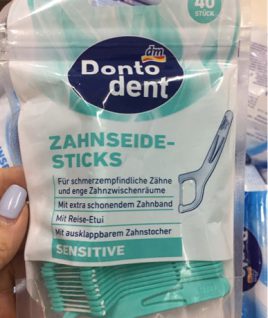 40
STÜCK
dm
Donto
dent
ZAHNSEIDE-
STICKS
Für schmerzempfindliche Zähne
und enge Zahnzwischenräume
Mit extra schonendem Zahnband
Mit Reise-Etui
Mit ausklappbarem Zahnstocher
SENSITIVE